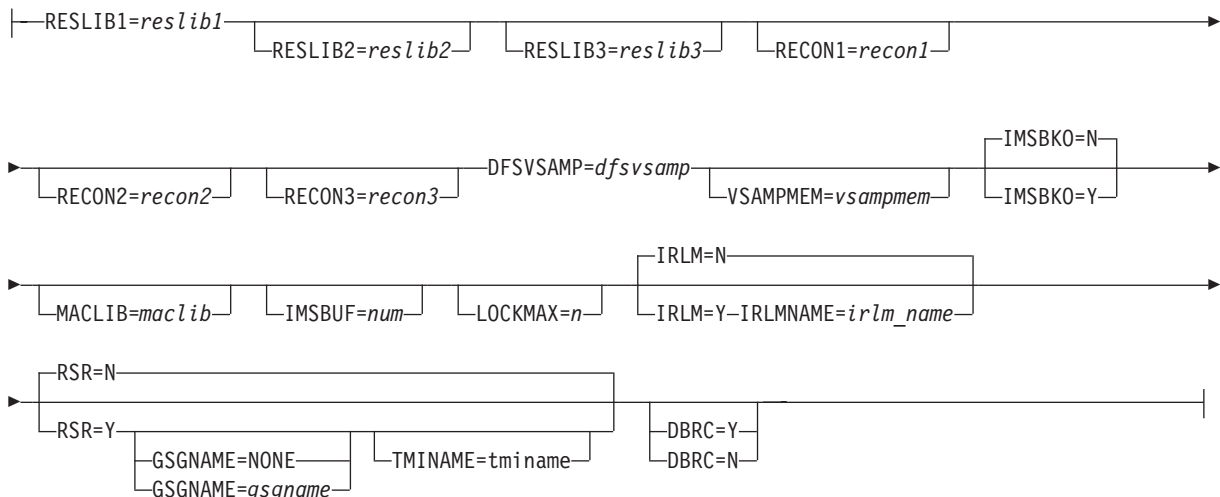 RESLIB1=reslib1
RESLIB2=reslib2 RESLIB3=reslib3 RECON1=recon1
IMSBKO=N
DFSVSAMP=dfsvsamp
RECON2=recon2 RECON3=recon3 VSAMPMEM=vsampmem IMSBKO=Y
IRLM=N
MACLIB=maclib IMSBUF=num LOCKMAX=n IRLM=Y IRLMNAME=irlm_name
RSR=N
RSR=Y DBRC=Y
GSGNAME=NONE TMINAME=tminame DBRC=N
GSGNAME=gsgname